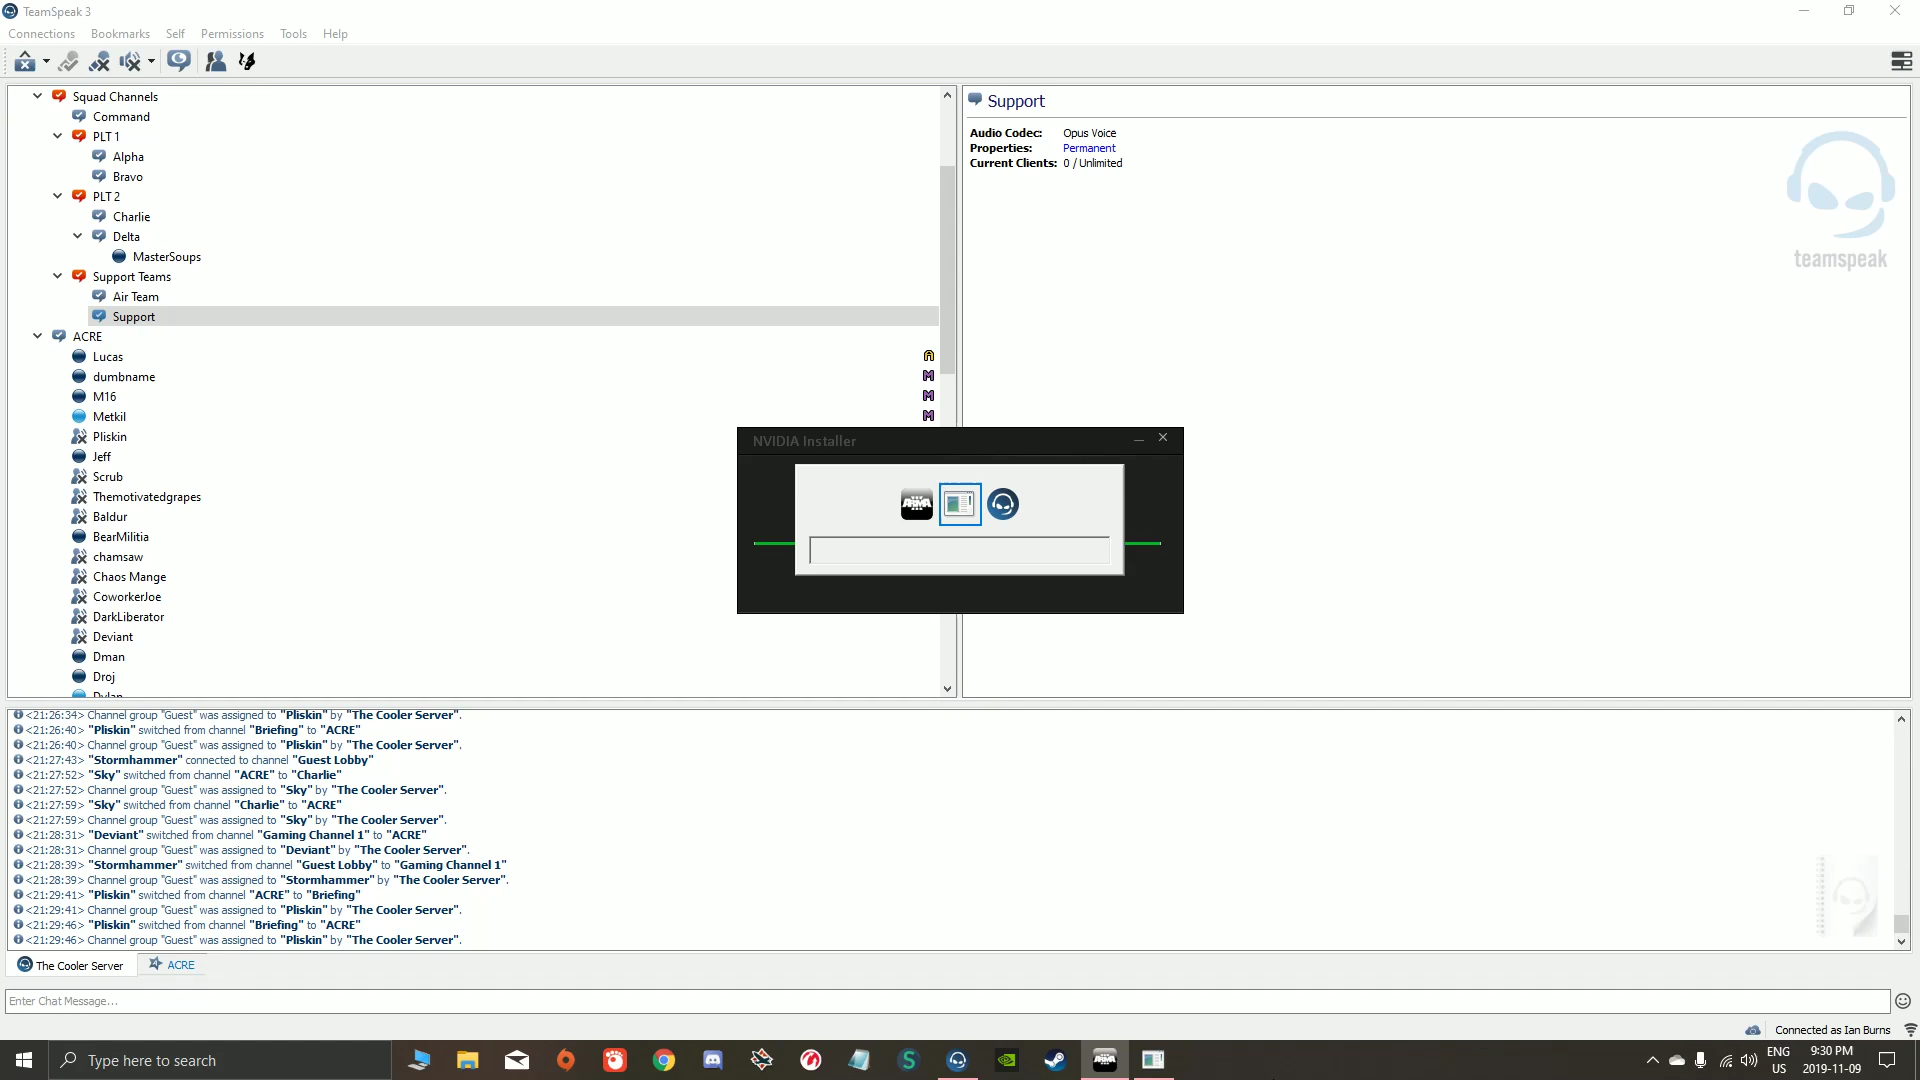 TeamSpeak 3
Connections Bookmarks Self Permissions Tools Help
Squad Channels
Command
PLT 1
Alpha
Bravo
PLT 2
Charlie
Delta
MasterSoups
Support Teams
Air Team
Support
ACRE
Lucas
dumbname
M16
Metkil
Pliskin
Jeff
Scrub
Themotivatedgrapes
Baldur
BearMilitia
chamsaw
Chaos Mange
CoworkerJoe
DarkLiberator
Deviant
Dman
Droj
Dylan
Support
Audio Codec: Opus Voice
Properties: Permanent
Current Clients: 0 / Unlimited
teamspeak
NVIDIA Installer
ARMA
<21:26:34> Channel group "Guest" was assigned to "Pliskin" by "The Cooler Server".
<21:26:40> "Pliskin" switched from channel "Briefing" to "ACRE"
<21:26:40> Channel group "Guest" was assigned to "Pliskin" by "The Cooler Server".
<21:27:43> "Stormhammer" connected to channel "Guest Lobby"
<21:27:52> "Sky" switched from channel "ACRE" to "Charlie"
<21:27:52> Channel group "Guest" was assigned to "Sky" by "The Cooler Server".
<21:27:59> "Sky" switched from channel "Charlie" to "ACRE"
<21:27:59> Channel group "Guest" was assigned to "Sky" by "The Cooler Server".
<21:28:31> "Deviant" switched from channel "Gaming Channel 1" to "ACRE"
<21:28:31> Channel group "Guest" was assigned to "Deviant" by "The Cooler Server".
<21:28:39> "Stormhammer" switched from channel "Guest Lobby" to "Gaming Channel 1"
<21:28:39> Channel group "Guest" was assigned to "Stormhammer" by "The Cooler Server".
<21:29:41> "Pliskin" switched from channel "ACRE" to "Briefing"
<21:29:41> Channel group "Guest" was assigned to "Pliskin" by "The Cooler Server".
<21:29:46> "Pliskin" switched from channel "Briefing" to "ACRE"
<21:29:46> Channel group "Guest" was assigned to "Pliskin" by "The Cooler Server".
The Cooler Server ACRE
Enter Chat Message...
Connected as Ian Burns
Type here to search
ENG
US
9:30 PM
2019-11-09